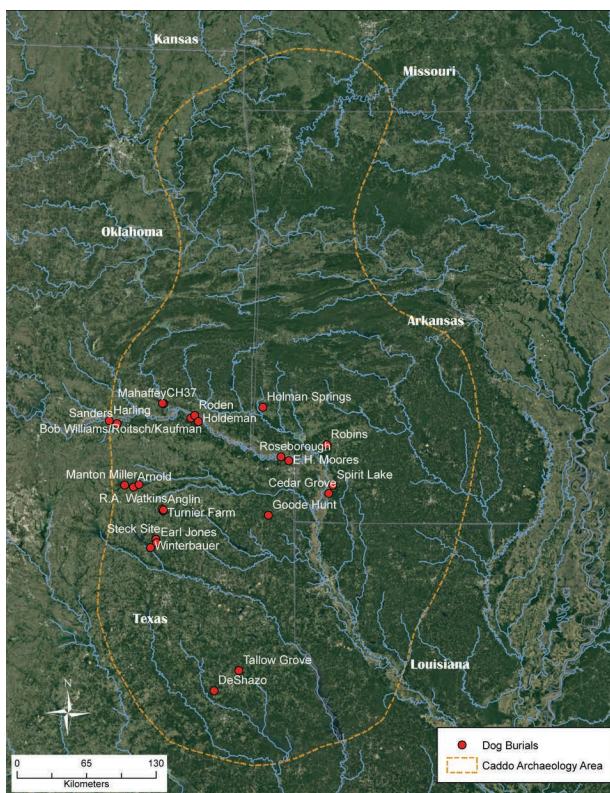 Kansas
Missouri
Oklahoma
Arkansas
MahaffeyCH37
Roden
Holman Springs
Sanders
Harling
Holdeman
Bob Williams/Roitsch/Kaufman
Robins
Roseborough
E.H. Moores
Manton Miller
Arnold
Cedar Grove
Spirit Lake
R.A. Watkins
Anglin
Turnier Farm
Goode Hunt
Steck Site
Earl Jones
Winterbauer
Texas
Tallow Grove
Louisiana
DeShazo
N
0 65 130
Kilometers
Dog Burials
Caddo Archaeology Area